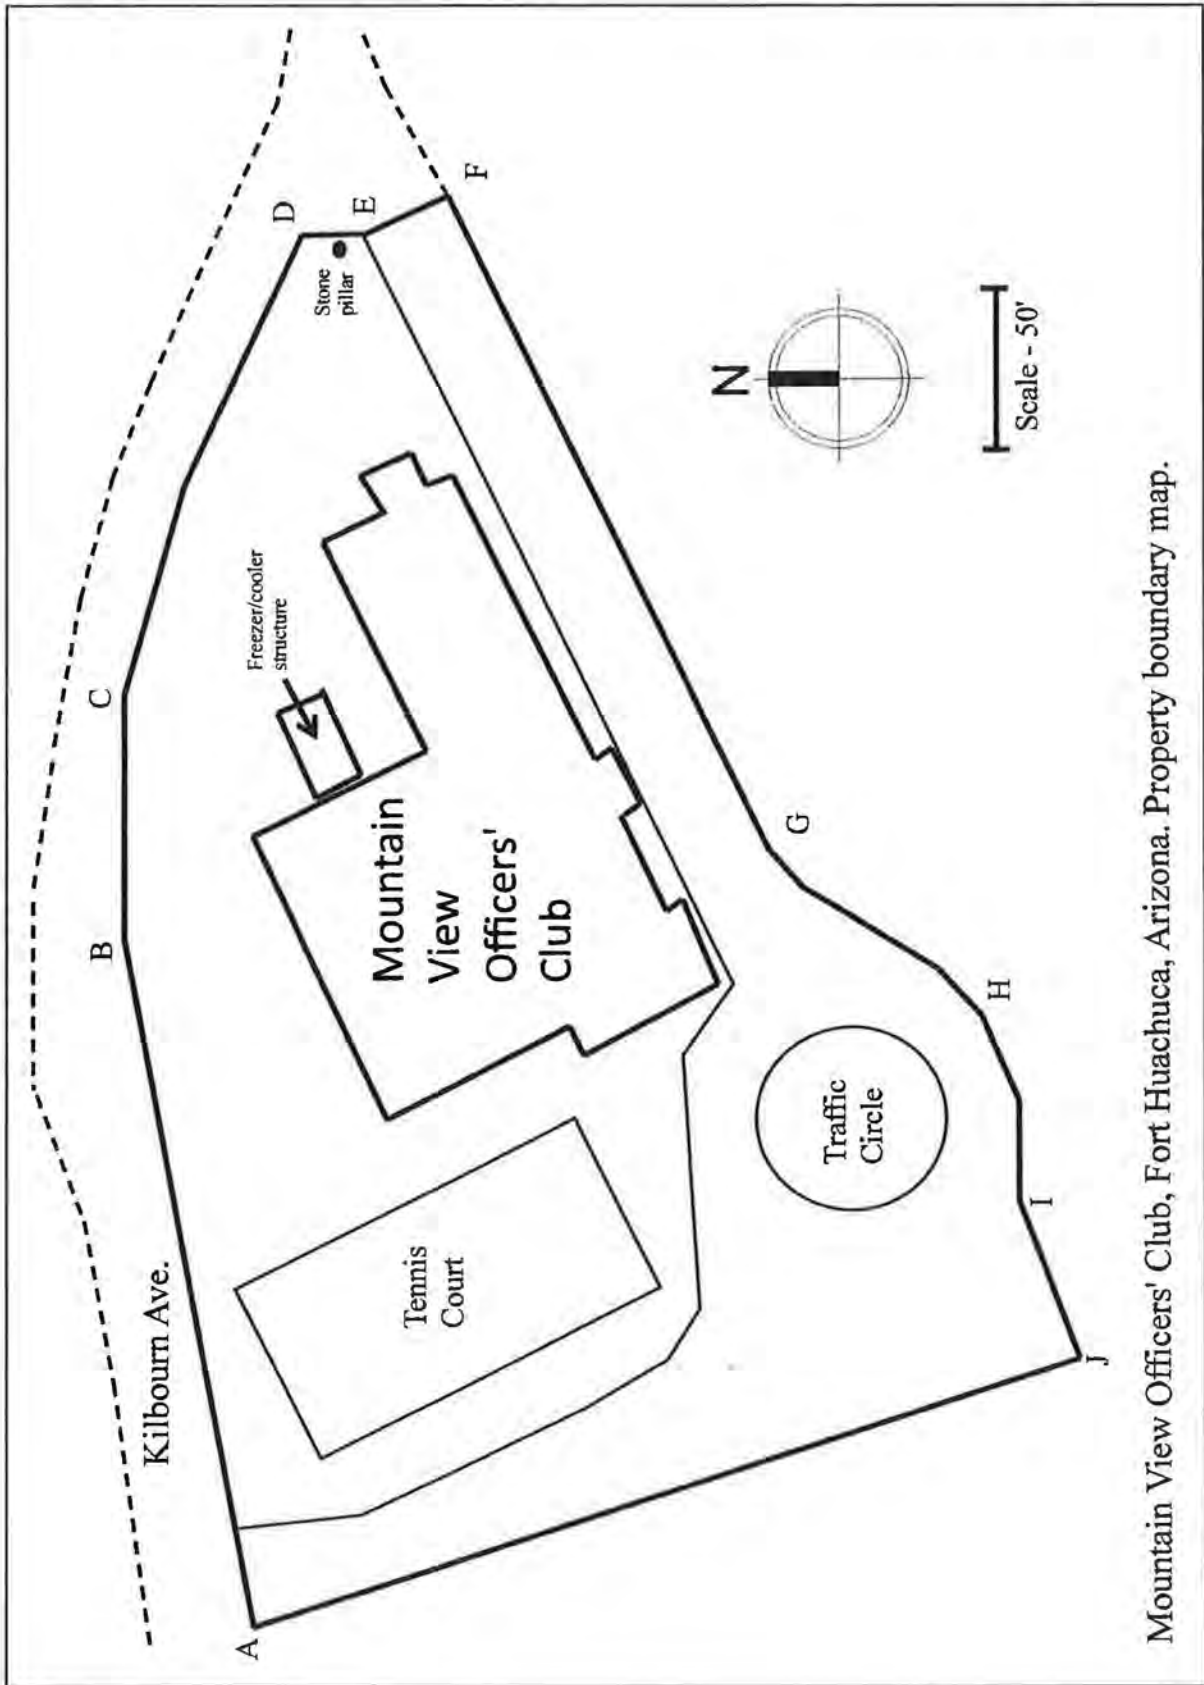 Kilbourn Ave.
A
B
C
D
E
F
G
H
I
J
Stone
pillar
Freezer/cooler
structure
Mountain
View
Officers'
Club
Tennis
Court
Traffic
Circle
N
Scale - 50'
Mountain View Officers' Club, Fort Huachuca, Arizona. Property boundary map.